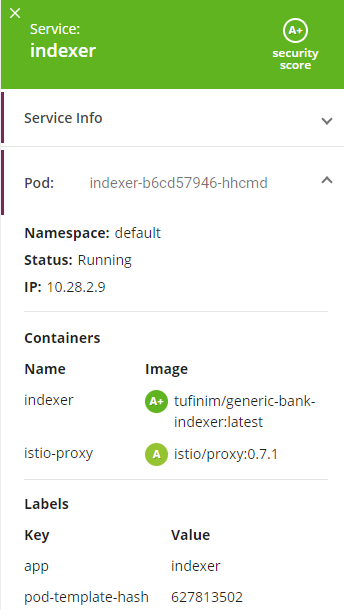 Service:
indexer
A+
security
score
Service Info
Pod: indexer-b6cd57946-hhcmd
Namespace: default
Status: Running
IP: 10.28.2.9
Containers
Name Image
indexer A+ tufinim/generic-bank-
indexer:latest
istio-proxy A istio/proxy:0.7.1
Labels
Key Value
app indexer
pod-template-hash 627813502